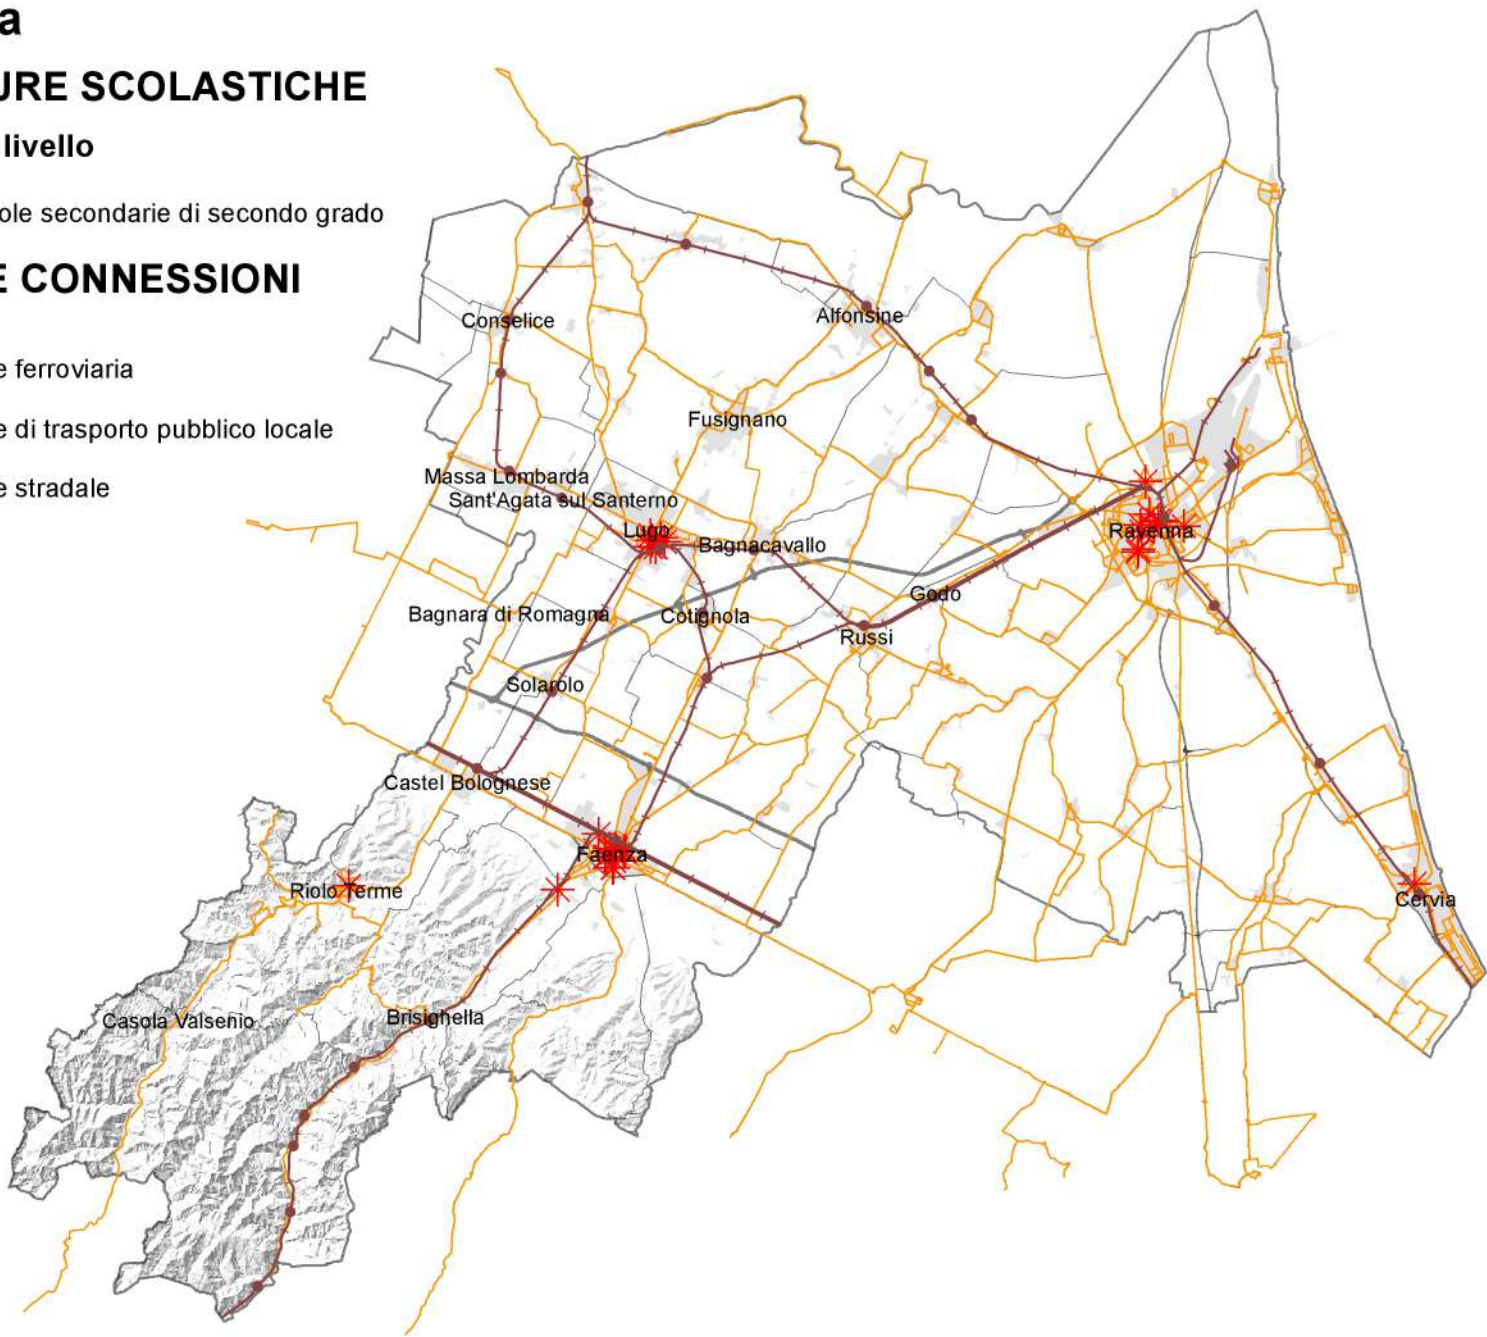 a
URE SCOLASTICHE
livello
ole secondarie di secondo grado
E CONNESSIONI
e ferroviaria
e di trasporto pubblico locale
e stradale
Conselice
Alfonsine
Fusignano
Massa Lombarda
Sant'Agata sul Santerno
Lugo
Bagnacavallo
Ravenna
Godo
Bagnara di Romagna
Cotignola
Russi
Solarolo
Castel Bolognese
Faenza
Riolo Terme
Cervia
Casola Valsenio
Brisighella